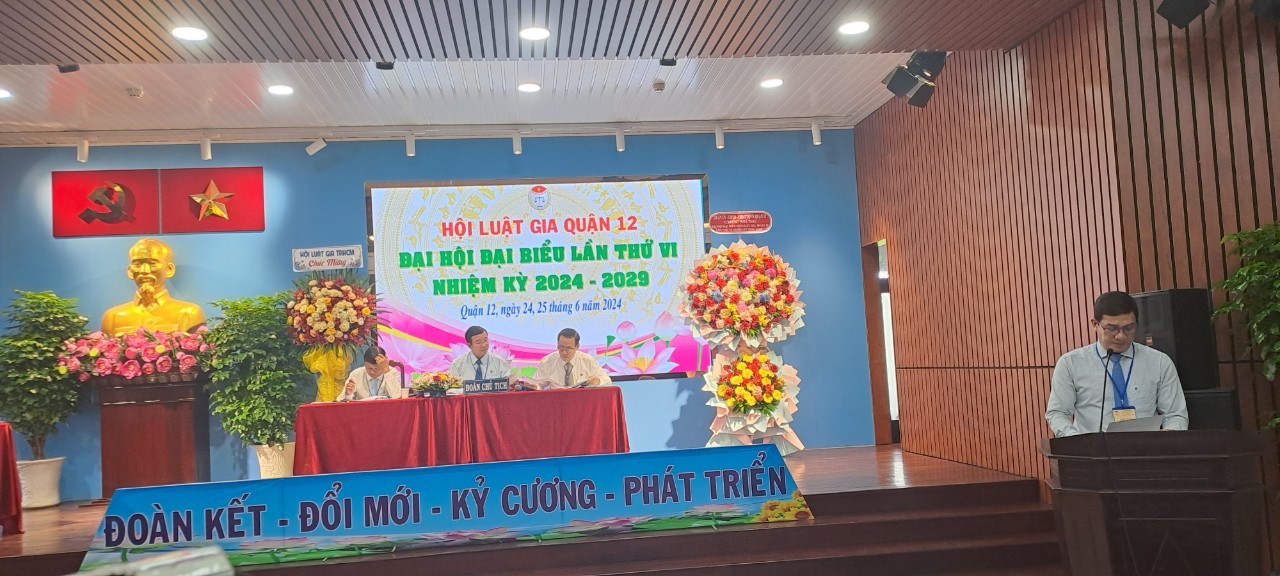 HỘI LUẬT GIA QUẬN 12
ĐẠI HỘI ĐẠI BIỂU LẦN THỨ VI
NHIỆM KỲ 2024 - 2029
Quận 12, ngày 24, 25 tháng 6 năm 2024
HỘI LUẬT GIA TP.HCM
Chúc Mừng
ĐOÀN CHỦ TỊCH
ĐOÀN KẾT - ĐỔI MỚI - KỶ CƯƠNG - PHÁT TRIỂN